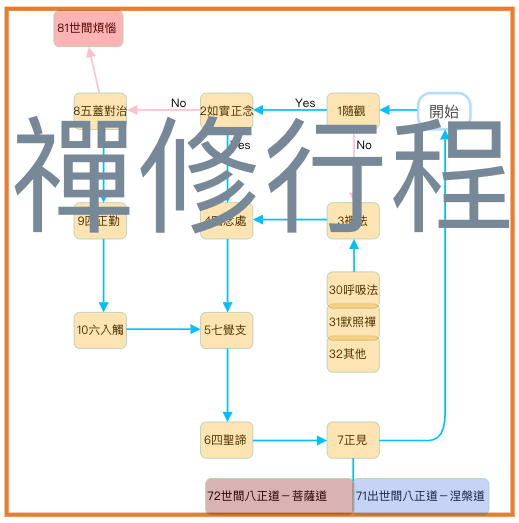 81世間煩惱
8五蓋對治
No
2如實正念
Yes
1隨觀
開始
Yes
No
禪修行程
9四正勤
4四念處
3禪法
30呼吸法
31默照禪
32其他
10六入觸
5七覺支
6四聖諦
7正見
72世間八正道－菩薩道
71出世間八正道－涅槃道